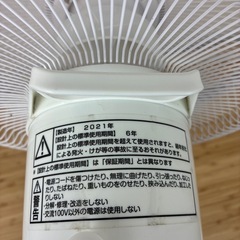 【製造年】 2021年
【設計上の標準使用期間】 6年
設計上の標準使用期間を超えて使用されますと、経年劣化
による発火・けが等の事故に至るおそれがあります。
※【設計上の標準使用期間】は「保証期間」とは異なります
警告
・電源コードを傷つけたり、無理に曲げたり、引っ張ったり、ねじっ
たり、たばねたり、重いものをのせたり、挟み込んだり、加工したり
しない
・分解・修理・改造しない
・交流100V以外の電源は使用しない